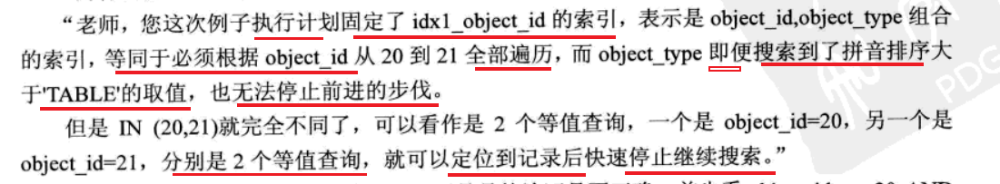 “老师，您这次例子执行计划固定了 idx1_object_id 的索引，表示是 object_id,object_type 组合
的索引，等同于必须根据 object_id 从 20 到 21 全部遍历，而 object_type 即便搜索到了拼音排序大
于'TABLE'的取值，也无法停止前进的步伐。
但是 IN (20,21)就完全不同了，可以看作是 2 个等值查询，一个是 object_id=20，另一个是
object_id=21，分别是 2 个等值查询，就可以定位到记录后快速停止继续搜索。”
PDG